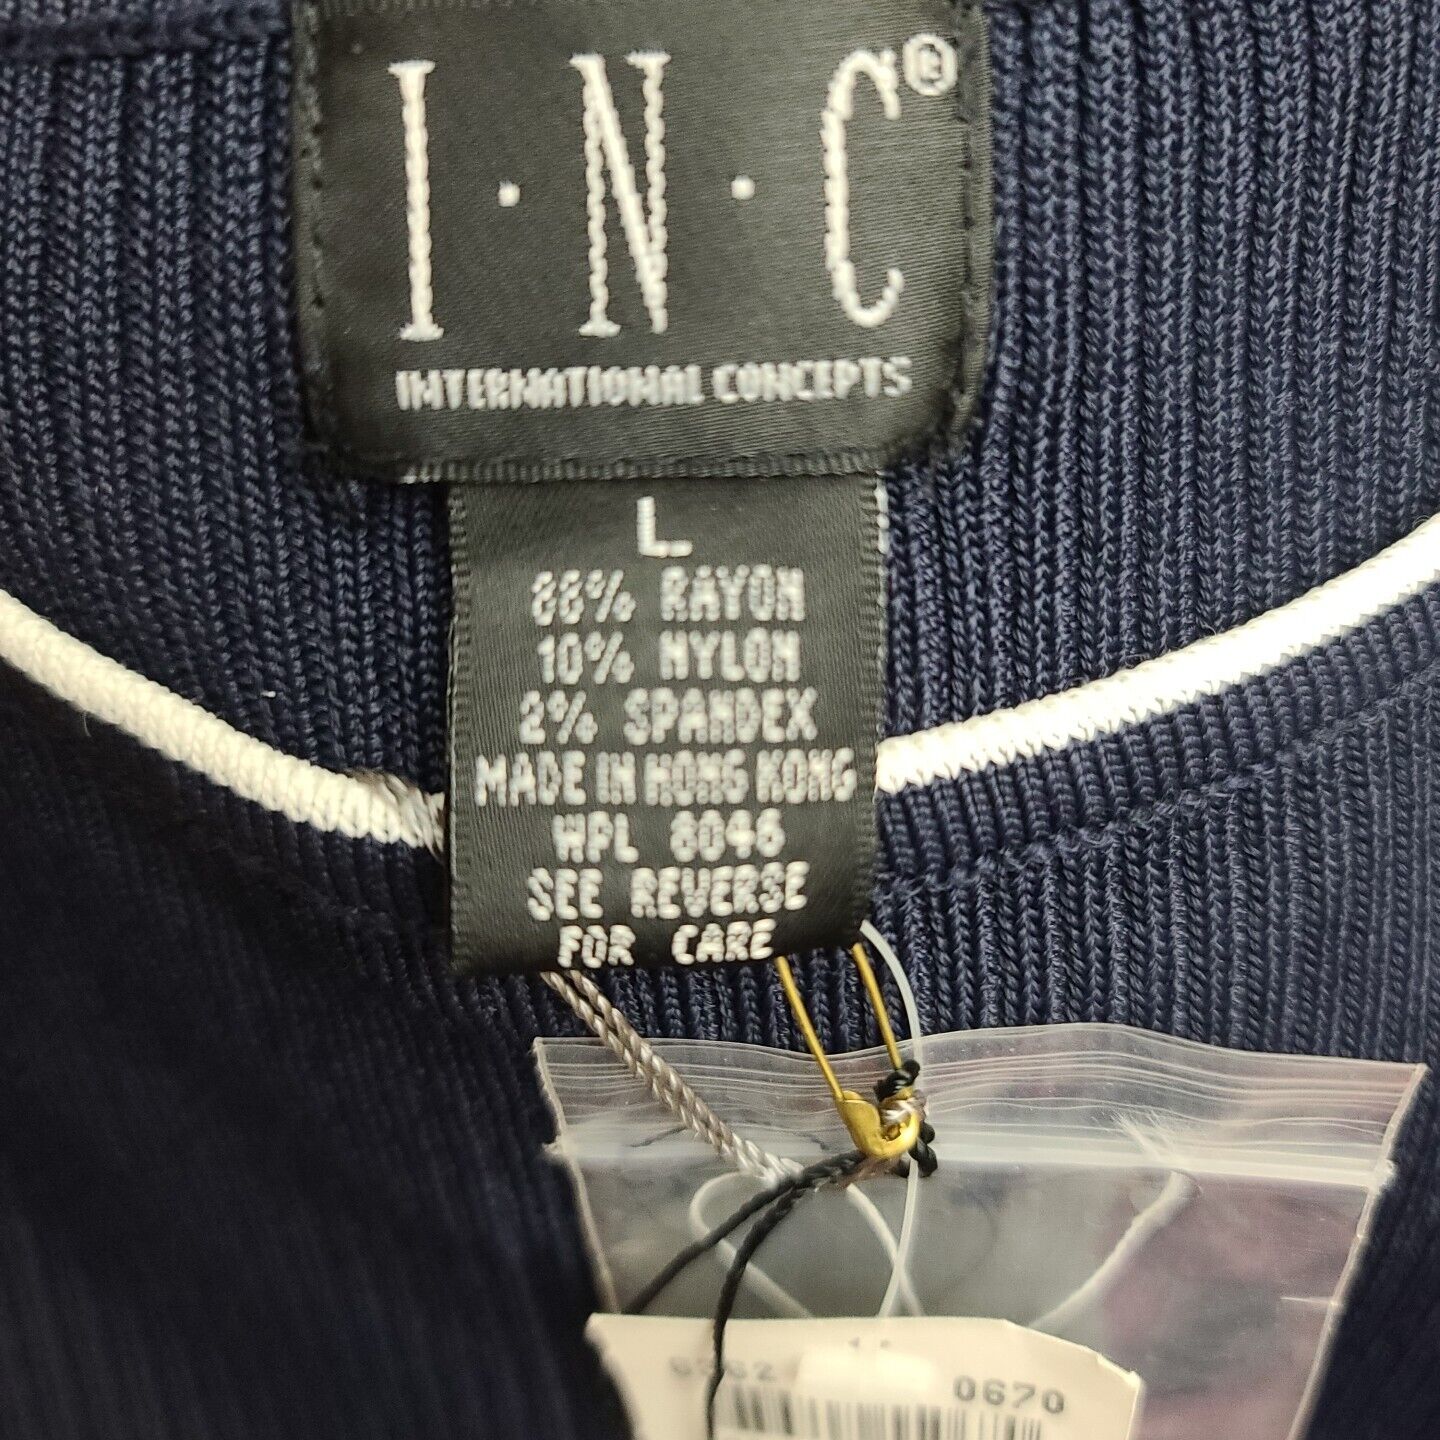 I·N·C®
INTERNATIONAL CONCEPTS
L
88% RAYON
10% NYLON
2% SPANDEX
MADE IN HONG KONG
WPL 8046
SEE REVERSE
FOR CARE
0670